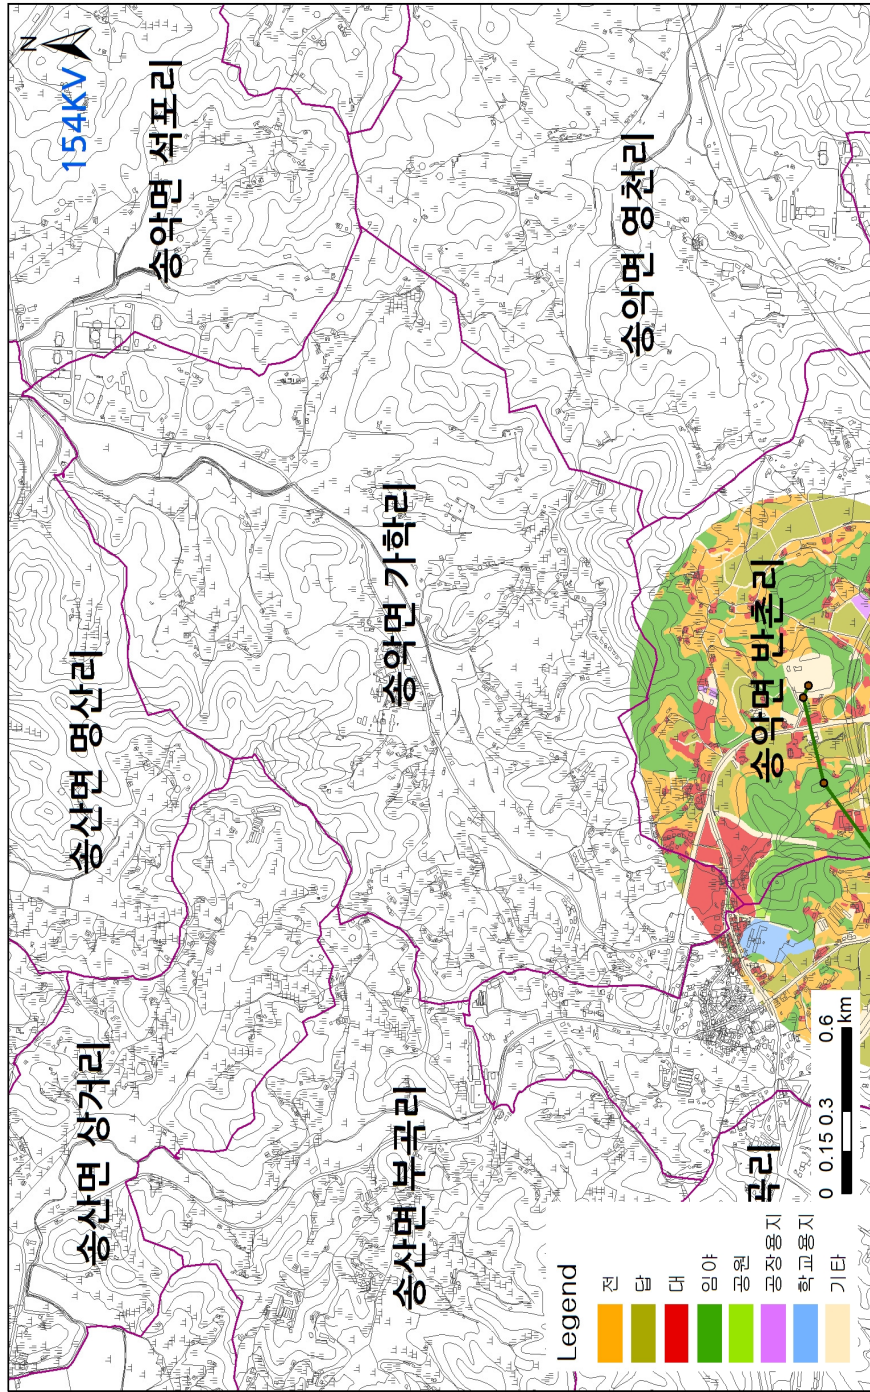 N
154KV
송산면 상거리
송산면 명산리
송악면 석포리
송산면 부곡리
송악면 가학리
송악면 영천리
송악면 반촌리
Legend
전
답
대
임야
공원
공장용지
학교용지
기타
0 0.15 0.3 0.6
km